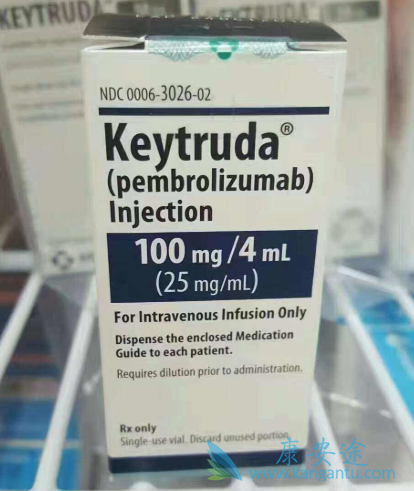 KEYTRUDA
NDC 0006-3026-02
Keytruda®
(pembrolizumab)
Injection
100 mg/4 mL
(25 mg/mL)
For Intravenous Infusion Only
Dispense the enclosed Medication
Guide to each patient.
Requires dilution prior to administration.
Rx only
Single-use vial. Discard unused portion.
康安途
www.kangantu.com